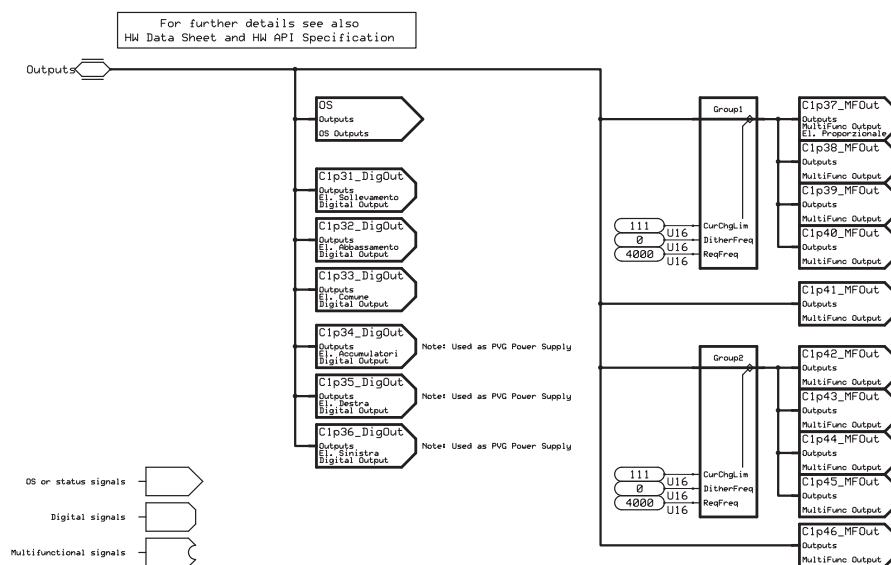 For further details see also
HW Data Sheet and HW API Specification
Outputs
OS
Outputs
OS Outputs
C1p31_DigOut
Outputs
El. Sollevamento
Digital Output
C1p32_DigOut
Outputs
El. Abbassamento
Digital Output
C1p33_DigOut
Outputs
El. Comune
Digital Output
C1p34_DigOut
Outputs
El. Accumulatori
Digital Output
Note: Used as PVG Power Supply
C1p35_DigOut
Outputs
El. Destra
Digital Output
Note: Used as PVG Power Supply
C1p36_DigOut
Outputs
El. Sinistra
Digital Output
Note: Used as PVG Power Supply
OS or status signals
Digital signals
Multifunctional signals
Group1
111
U16
CurChgLim
0
U16
DitherFreq
4000
U16
ReqFreq
C1p37_MFOut
Outputs
MultiFunc Output
El. Proporzionale
C1p38_MFOut
Outputs
MultiFunc Output
C1p39_MFOut
Outputs
MultiFunc Output
C1p40_MFOut
Outputs
MultiFunc Output
C1p41_MFOut
Outputs
MultiFunc Output
Group2
111
U16
CurChgLim
0
U16
DitherFreq
4000
U16
ReqFreq
C1p42_MFOut
Outputs
MultiFunc Output
C1p43_MFOut
Outputs
MultiFunc Output
C1p44_MFOut
Outputs
MultiFunc Output
C1p45_MFOut
Outputs
MultiFunc Output
C1p46_MFOut
Outputs
MultiFunc Output